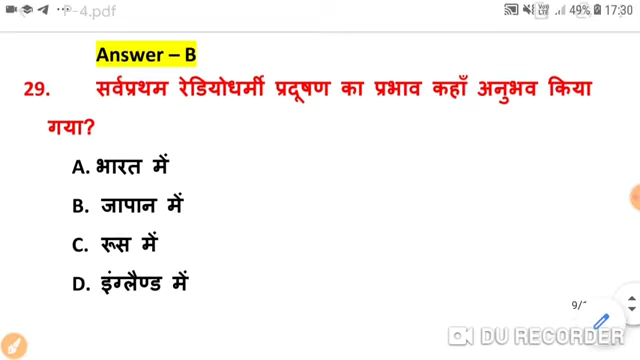 P-4.pdf 49% 17:30
Answer – B
29. सर्वप्रथम रेडियोधर्मी प्रदूषण का प्रभाव कहाँ अनुभव किया
गया?
A. भारत में
B. जापान में
C. रूस में
D. इंग्लैण्ड में
9/
DU RECORDER